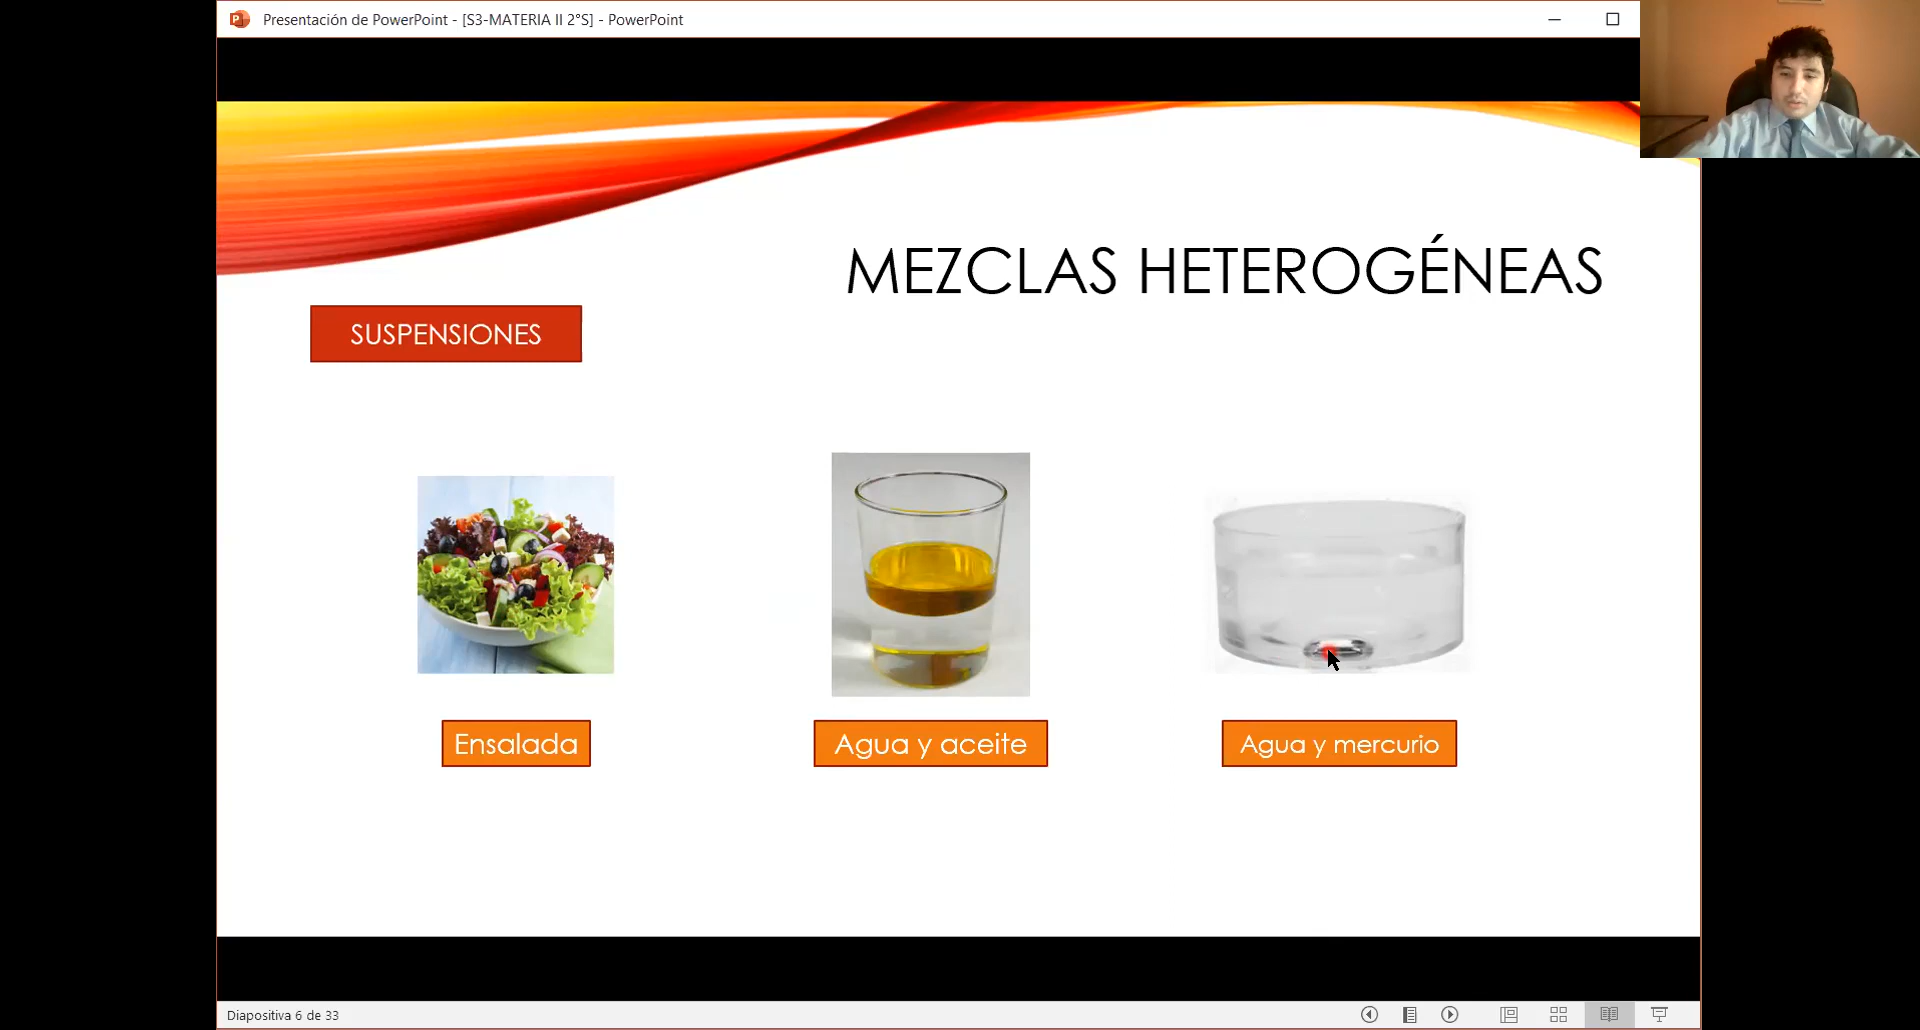 Presentación de PowerPoint - [S3-MATERIA II 2°S] - PowerPoint
MEZCLAS HETEROGÉNEAS
SUSPENSIONES
Ensalada
Agua y aceite
Agua y mercurio
Diapositiva 6 de 33